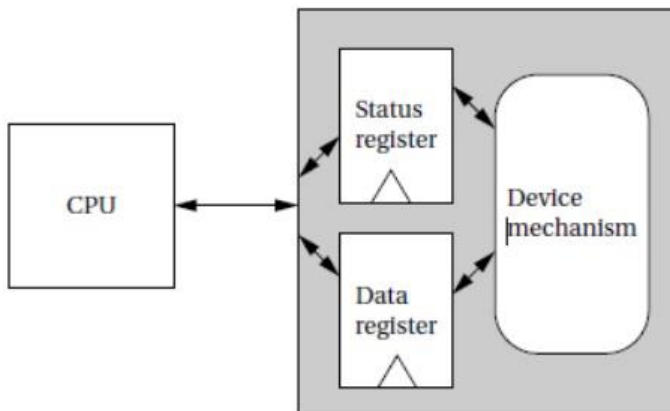 CPU
Status
register
Data
register
Device
mechanism